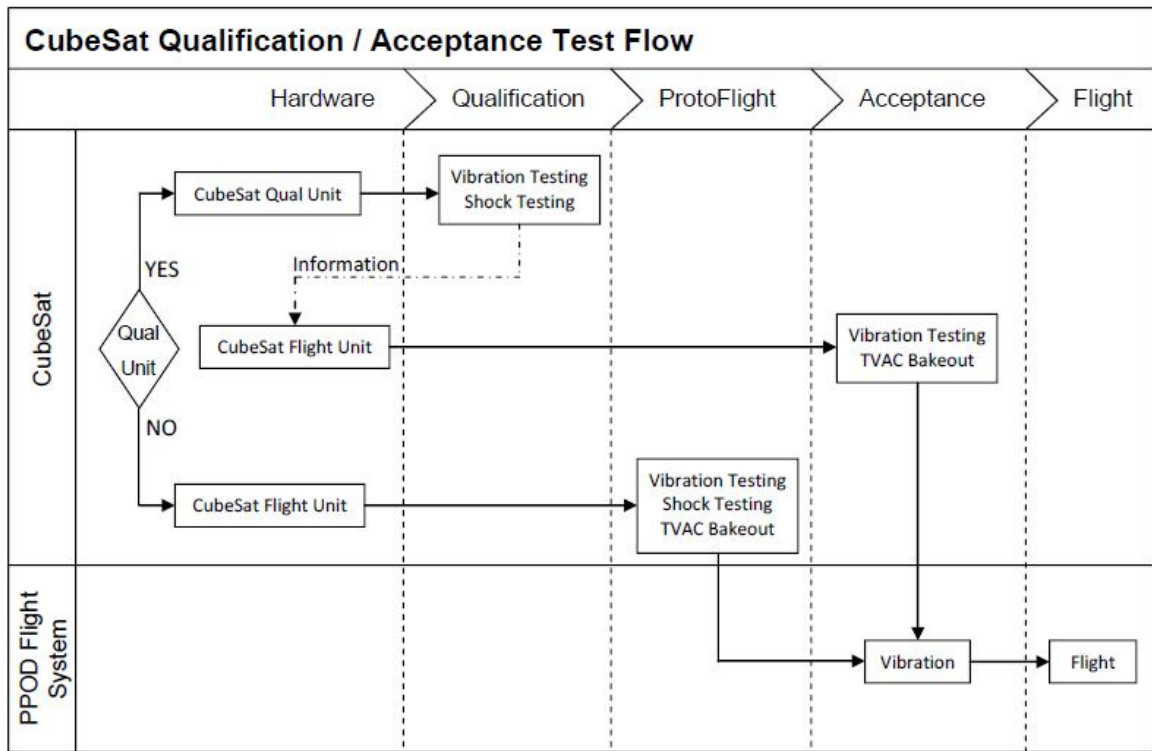 CubeSat Qualification / Acceptance Test Flow
Hardware
Qualification
ProtoFlight
Acceptance
Flight
CubeSat
CubeSat Qual Unit
Vibration Testing
Shock Testing
YES
Information
Qual
Unit
CubeSat Flight Unit
Vibration Testing
TVAC Bakeout
NO
CubeSat Flight Unit
Vibration Testing
Shock Testing
TVAC Bakeout
PPOD Flight
System
Vibration
Flight